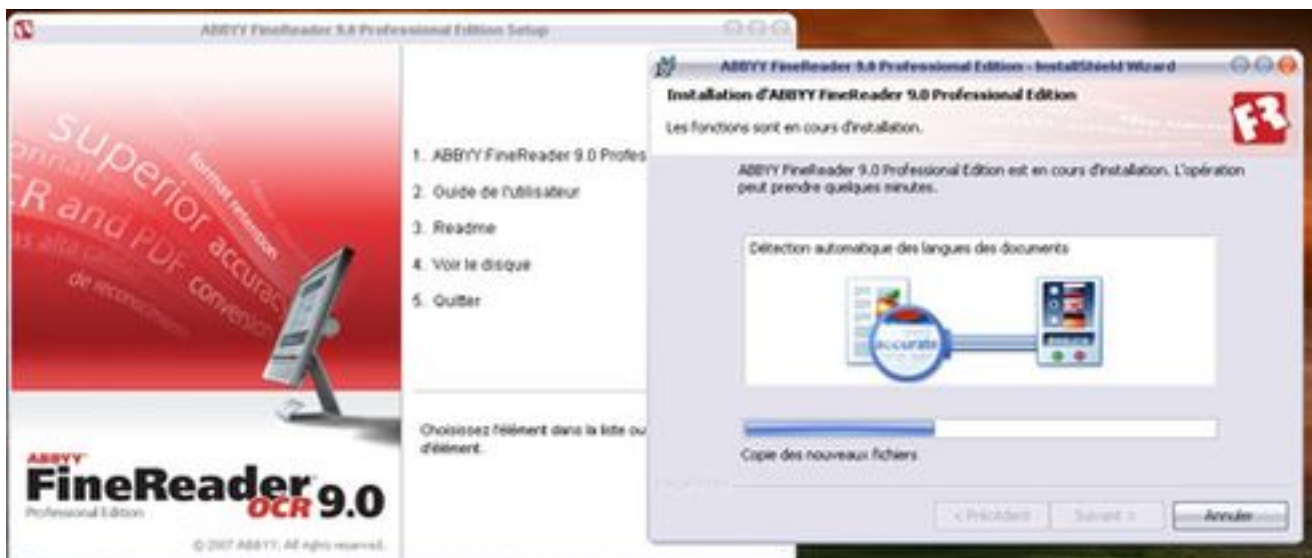 ABBYY FineReader 9.0 Professional Edition Setup
superior
format retention
R and PDF
accuracy
conversion
de reconnaissance
ABBYY
FineReader
OCR 9.0
Professional Edition
© 2007 ABBYY. All rights reserved.
1. ABBYY FineReader 9.0 Profes
2. Guide de l'utilisateur
3. Readme
4. Voir le disque
5. Quitter
Choisissez l'élément dans la liste ou
d'élément.
ABBYY FineReader 9.0 Professional Edition - InstallShield Wizard
Installation d'ABBYY FineReader 9.0 Professional Edition
Les fonctions sont en cours d'installation.
ABBYY FineReader 9.0 Professional Edition est en cours d'installation. L'opération
peut prendre quelques minutes.
Détection automatique des langues des documents
accurate
Copie des nouveaux fichiers
< Précédent
Suivant >
Annuler